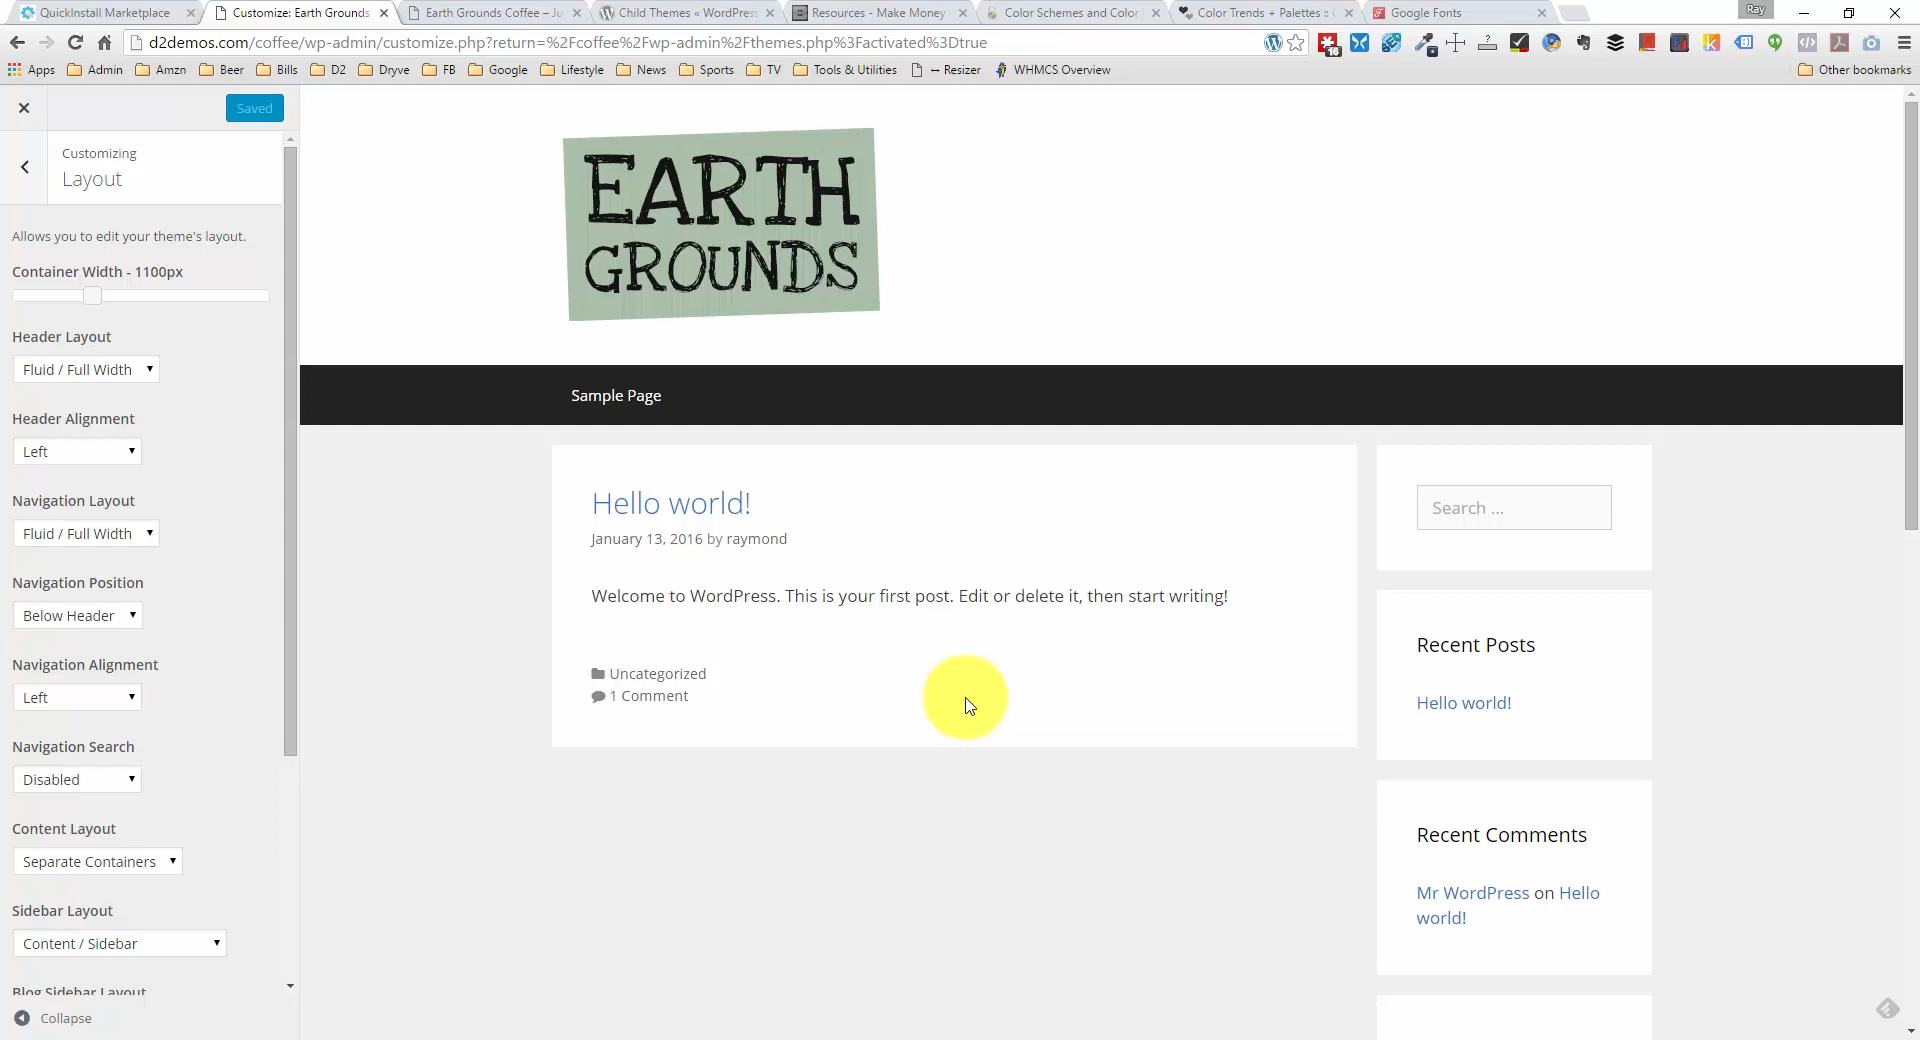 QuickInstall Marketplace
Customize: Earth Grounds
Earth Grounds Coffee – Ju
Child Themes « WordPress
Resources - Make Money
Color Schemes and Color
Color Trends + Palettes ::
Google Fonts
Ray
d2demos.com/coffee/wp-admin/customize.php?return=%2Fcoffee%2Fwp-admin%2Fthemes.php%3Factivated%3Dtrue
16
Apps
Admin
Amzn
Beer
Bills
D2
Dryve
FB
Google
Lifestyle
News
Sports
TV
Tools & Utilities
↔ Resizer
WHMCS Overview
Other bookmarks
Saved
Customizing
Layout
Allows you to edit your theme's layout.
Container Width - 1100px
Header Layout
Fluid / Full Width
Header Alignment
Left
Navigation Layout
Fluid / Full Width
Navigation Position
Below Header
Navigation Alignment
Left
Navigation Search
Disabled
Content Layout
Separate Containers
Sidebar Layout
Content / Sidebar
Blog Sidebar Layout
Collapse
EARTH
GROUNDS
Sample Page
Hello world!
January 13, 2016 by raymond
Welcome to WordPress. This is your first post. Edit or delete it, then start writing!
Uncategorized
1 Comment
Search ...
Recent Posts
Hello world!
Recent Comments
Mr WordPress on Hello
world!